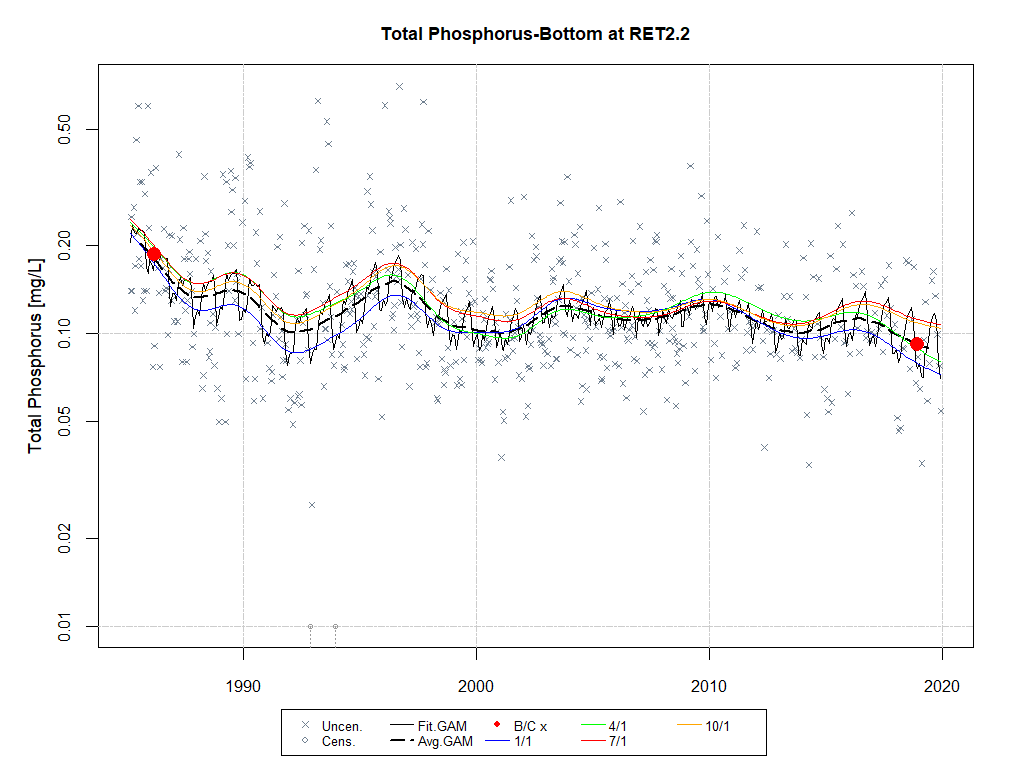 Total Phosphorus-Bottom at RET2.2
Total Phosphorus [mg/L]
0.50
0.20
0.10
0.05
0.02
0.01
1990 2000 2010 2020
Uncen. Fit.GAM B/C x 4/1 10/1
Cens. Avg.GAM 1/1 7/1